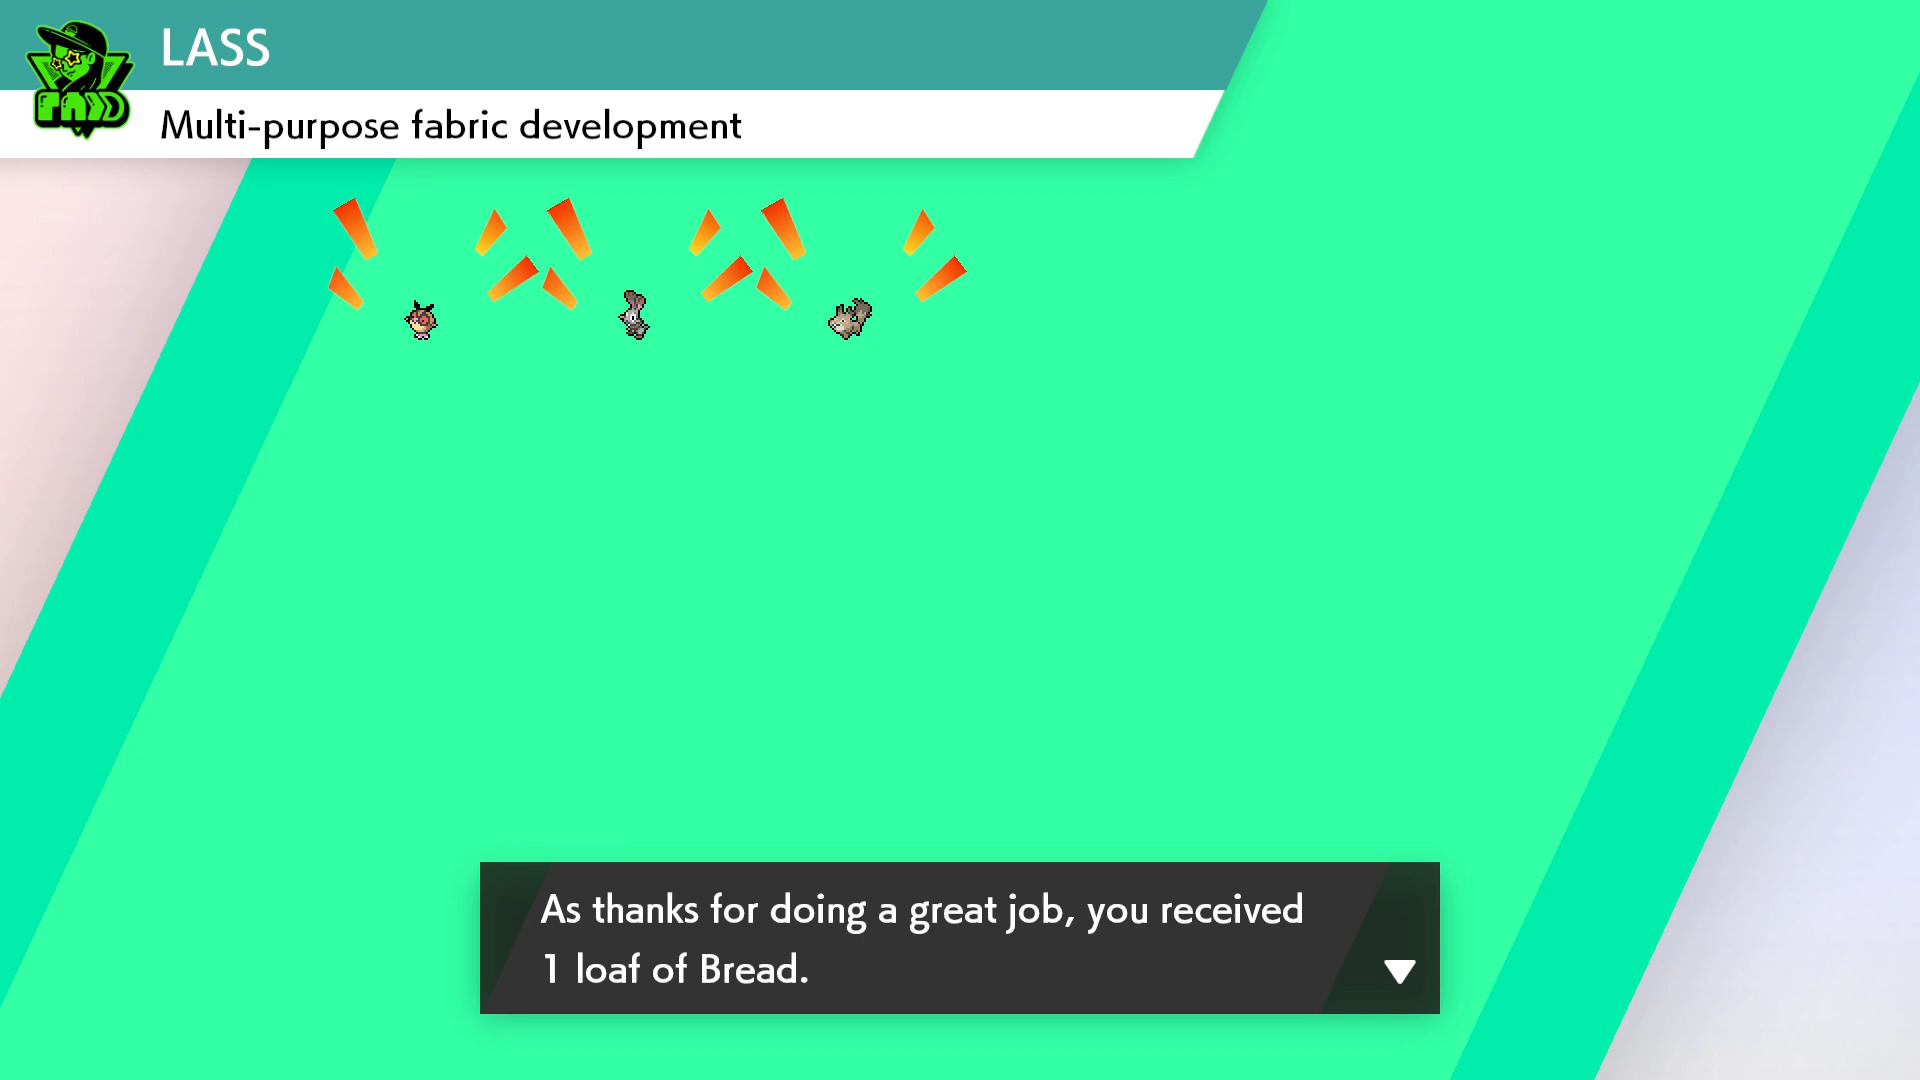 LASS
Multi-purpose fabric development
As thanks for doing a great job, you received
1 loaf of Bread.